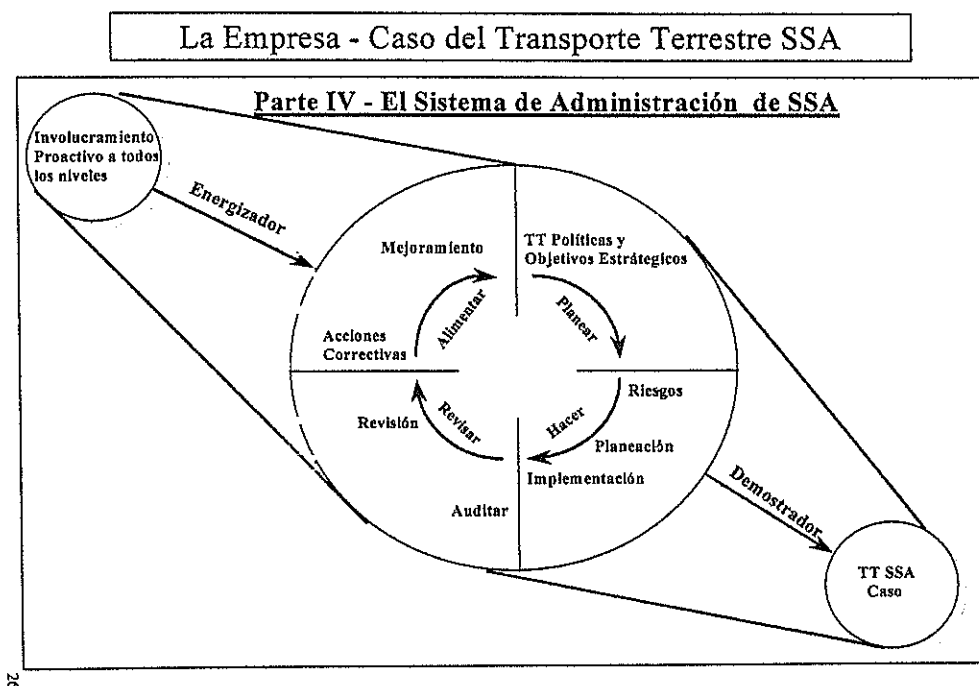 La Empresa - Caso del Transporte Terrestre SSA
Parte IV - El Sistema de Administración de SSA
Involucramiento
Proactivo a todos
los niveles
Energizador
Mejoramiento
TT Políticas y
Objetivos Estrátegicos
Alimentar
Planear
Acciones
Correctivas
Riesgos
Revisión
Revisar
Hacer
Planeación
Implementación
Auditar
Demostrador
TT SSA
Caso
26